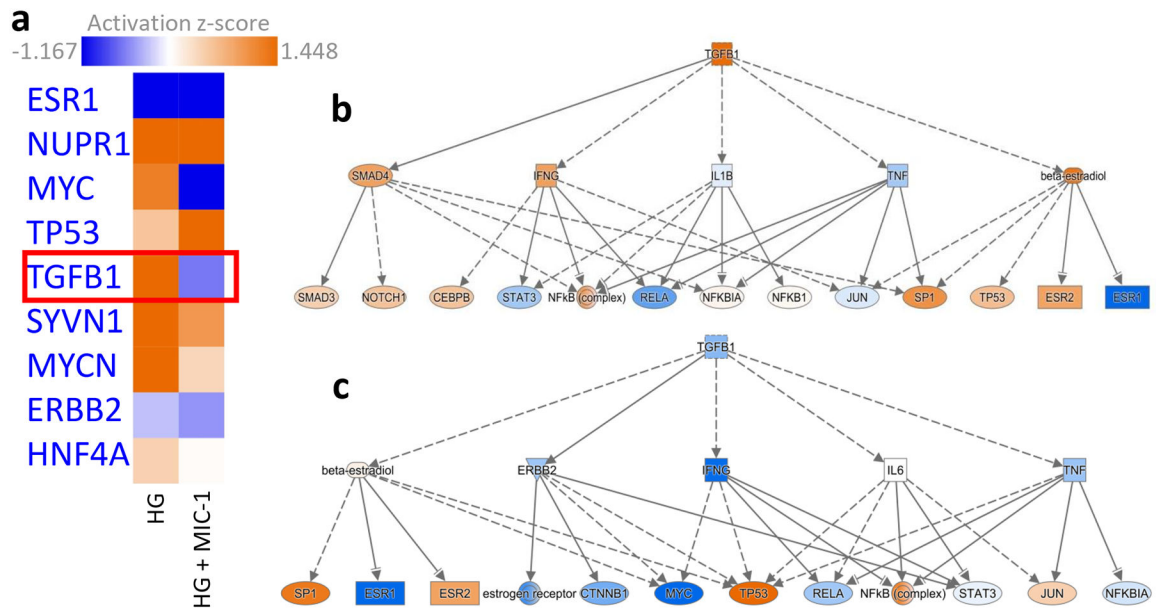 a
Activation z-score
-1.167
1.448
ESR1
NUPR1
MYC
TP53
TGFB1
SYVN1
MYCN
ERBB2
HNF4A
HG
HG + MIC-1
b
TGFB1
SMAD4
IFNG
IL1B
TNF
beta-estradiol
SMAD3
NOTCH1
CEBPB
STAT3
NFkB (complex)
RELA
NFKBIA
NFKB1
JUN
SP1
TP53
ESR2
ESR1
c
TGFB1
beta-estradiol
ERBB2
IFNG
IL6
TNF
SP1
ESR1
ESR2
estrogen receptor
CTNNB1
MYC
TP53
RELA
NFkB (complex)
STAT3
JUN
NFKBIA